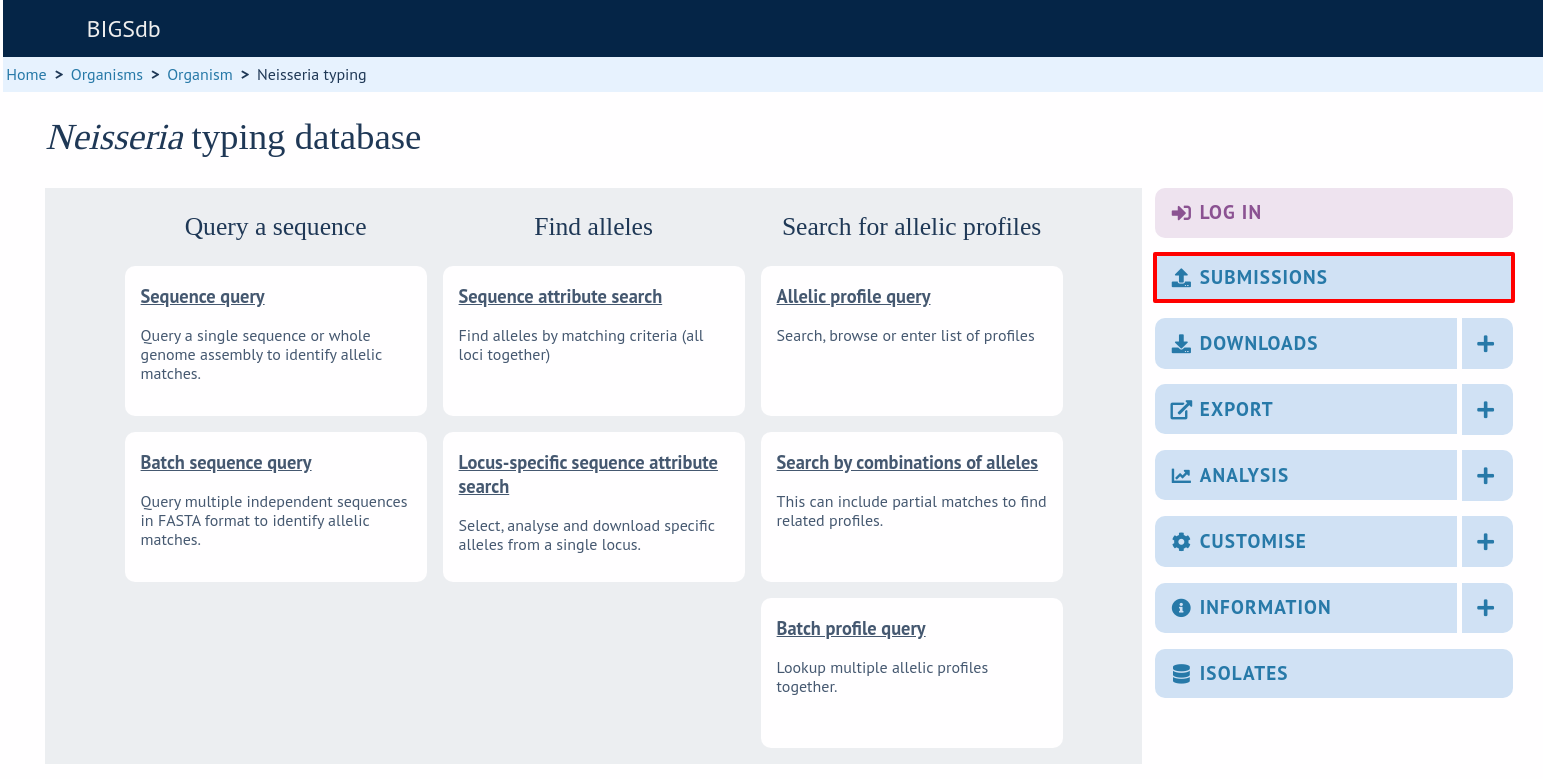 BIGSdb
Home > Organisms > Organism > Neisseria typing
Neisseria typing database
Query a sequence
Sequence query
Query a single sequence or whole
genome assembly to identify allelic
matches.
Batch sequence query
Query multiple independent sequences
in FASTA format to identify allelic
matches.
Find alleles
Sequence attribute search
Find alleles by matching criteria (all
loci together)
Locus-specific sequence attribute
search
Select, analyse and download specific
alleles from a single locus.
Search for allelic profiles
Allelic profile query
Search, browse or enter list of profiles
Search by combinations of alleles
This can include partial matches to find
related profiles.
Batch profile query
Lookup multiple allelic profiles
together.
LOG IN
SUBMISSIONS
DOWNLOADS
EXPORT
ANALYSIS
CUSTOMISE
INFORMATION
ISOLATES